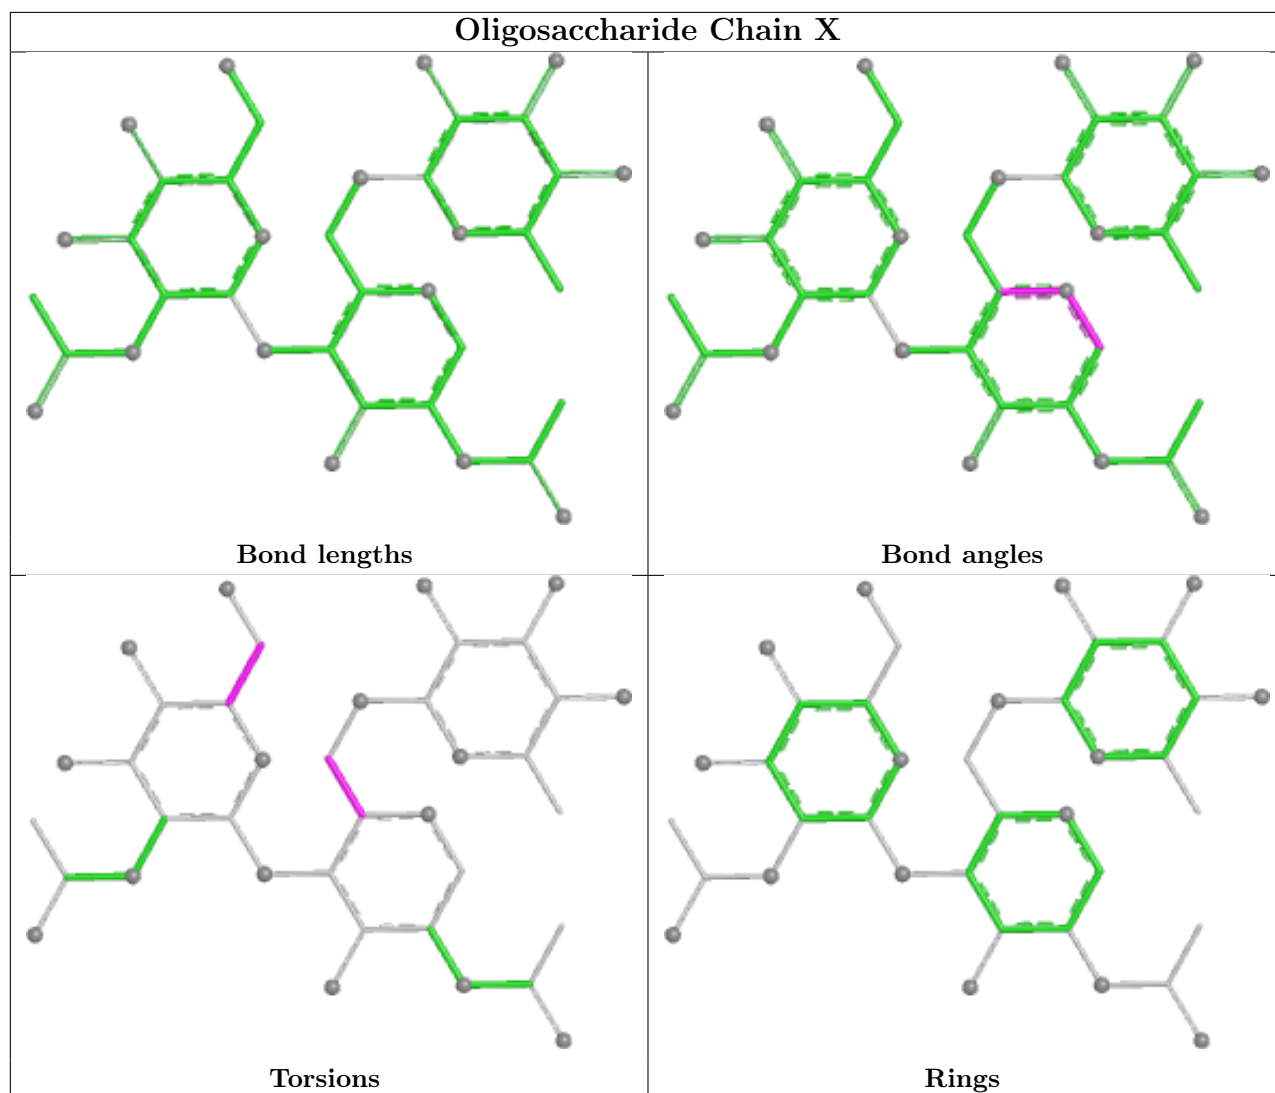 Oligosaccharide Chain X
Bond lengths
Bond angles
Torsions
Rings